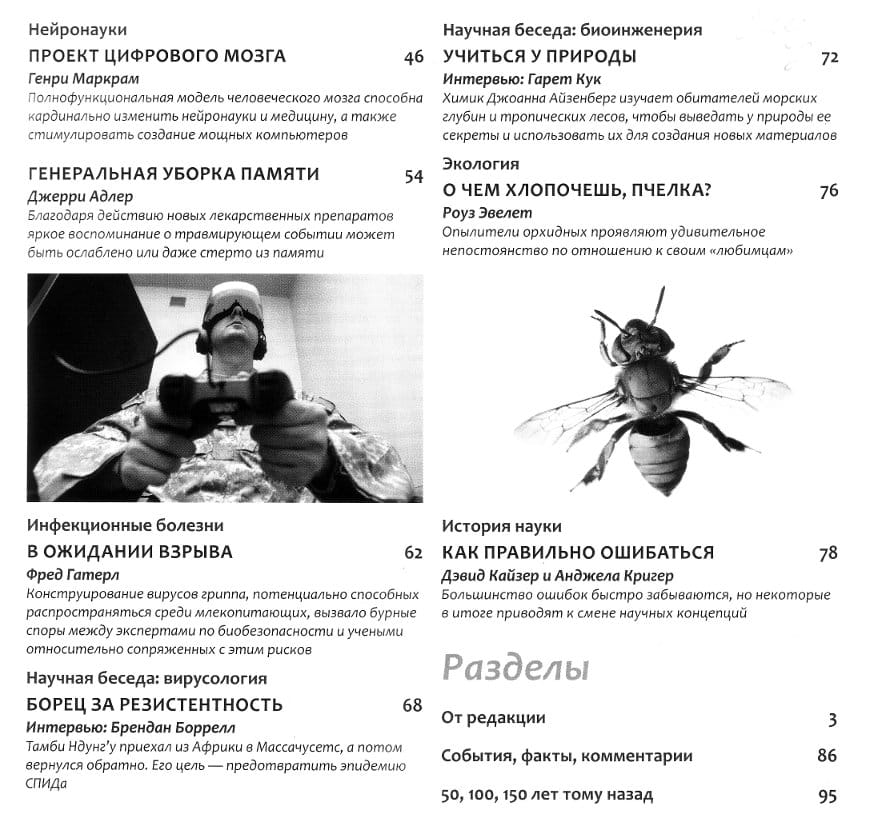 Нейронауки
ПРОЕКТ ЦИФРОВОГО МОЗГА 46
Генри Маркрам
Полнофункциональная модель человеческого мозга способна
кардинально изменить нейронауки и медицину, а также
стимулировать создание мощных компьютеров
ГЕНЕРАЛЬНАЯ УБОРКА ПАМЯТИ 54
Джерри Адлер
Благодаря действию новых лекарственных препаратов
яркое воспоминание о травмирующем событии может
быть ослаблено или даже стерто из памяти
Инфекционные болезни
В ОЖИДАНИИ ВЗРЫВА 62
Фред Гатерл
Конструирование вирусов гриппа, потенциально способных
распространяться среди млекопитающих, вызвало бурные
споры между экспертами по биобезопасности и учеными
относительно сопряженных с этим рисков
Научная беседа: вирусология
БОРЕЦ ЗА РЕЗИСТЕНТНОСТЬ 68
Интервью: Брендан Боррелл
Тамби Ндунг’у приехал из Африки в Массачусетс, а потом
вернулся обратно. Его цель — предотвратить эпидемию
СПИДа
Научная беседа: биоинженерия
УЧИТЬСЯ У ПРИРОДЫ 72
Интервью: Гарет Кук
Химик Джоанна Айзенберг изучает обитателей морских
глубин и тропических лесов, чтобы выведать у природы ее
секреты и использовать их для создания новых материалов
Экология
О ЧЕМ ХЛОПОЧЕШЬ, ПЧЕЛКА? 76
Роуз Эвелет
Опылители орхидных проявляют удивительное
непостоянство по отношению к своим «любимцам»
История науки
КАК ПРАВИЛЬНО ОШИБАТЬСЯ 78
Дэвид Кайзер и Анджела Кригер
Большинство ошибок быстро забываются, но некоторые
в итоге приводят к смене научных концепций
Разделы
От редакции 3
События, факты, комментарии 86
50, 100, 150 лет тому назад 95